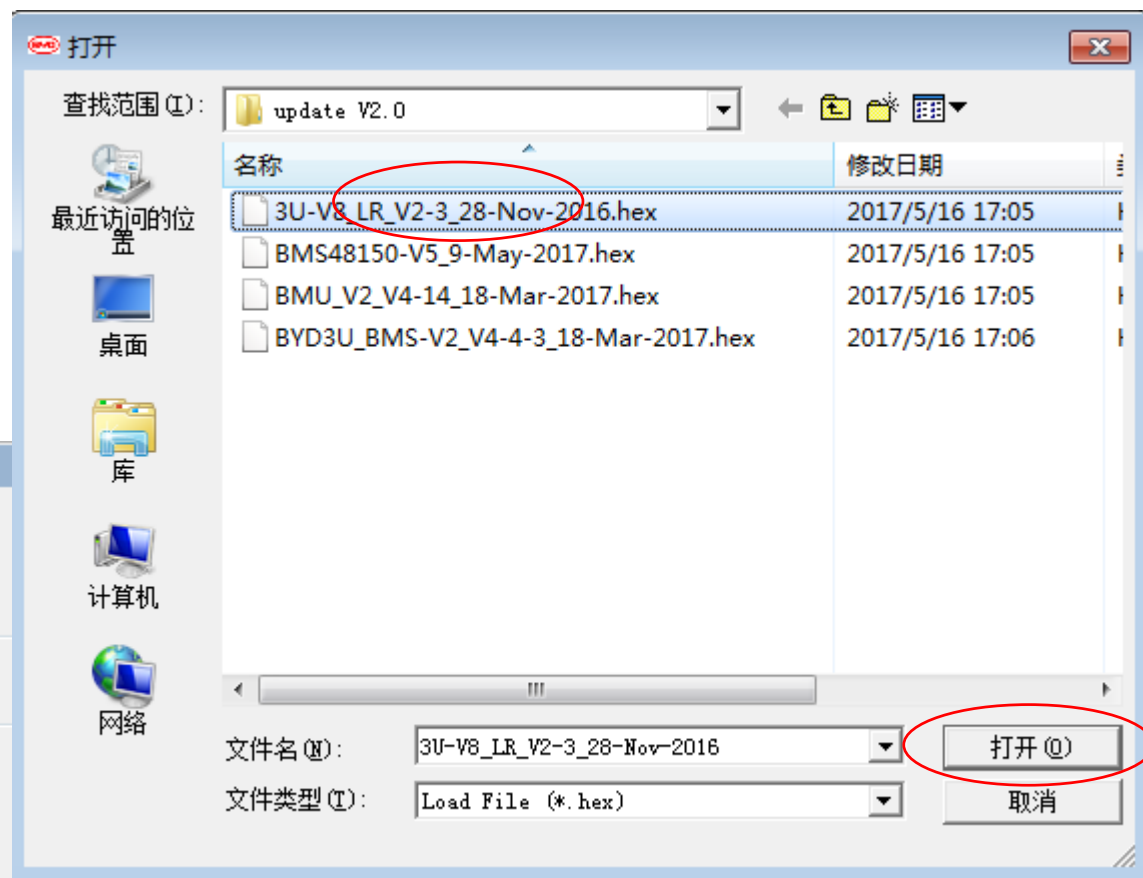 打开
查找范围(I):
update V2.0
最近访问的位置
桌面
库
计算机
网络
名称
修改日期
3U-V8_LR_V2-3_28-Nov-2016.hex
2017/5/16 17:05
BMS48150-V5_9-May-2017.hex
2017/5/16 17:05
BMU_V2_V4-14_18-Mar-2017.hex
2017/5/16 17:05
BYD3U_BMS-V2_V4-4-3_18-Mar-2017.hex
2017/5/16 17:06
文件名(N):
3U-V8_LR_V2-3_28-Nov-2016
打开(O)
文件类型(T):
Load File (*.hex)
取消